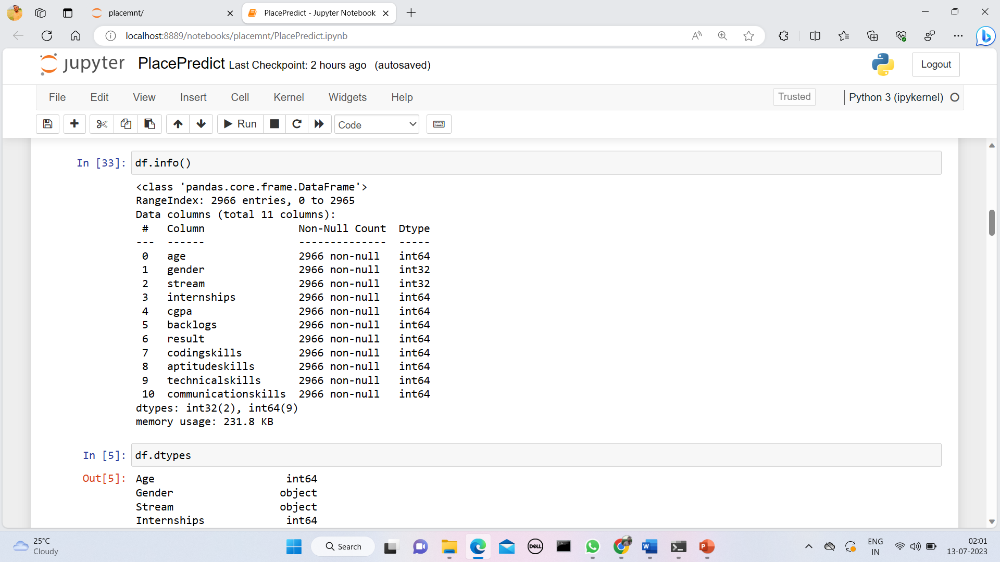 placemnt/
PlacePredict - Jupyter Notebook
localhost:8889/notebooks/placemnt/PlacePredict.ipynb
jupyter PlacePredict Last Checkpoint: 2 hours ago (autosaved)
Logout
File Edit View Insert Cell Kernel Widgets Help
Trusted
Python 3 (ipykernel)
Run
Code
In [33]: df.info()
<class 'pandas.core.frame.DataFrame'>
RangeIndex: 2966 entries, 0 to 2965
Data columns (total 11 columns):
 #   Column               Non-Null Count  Dtype
---  ------               --------------  -----
 0   age                  2966 non-null   int64
 1   gender               2966 non-null   int32
 2   stream               2966 non-null   int32
 3   internships          2966 non-null   int64
 4   cgpa                 2966 non-null   int64
 5   backlogs             2966 non-null   int64
 6   result               2966 non-null   int64
 7   codingskills         2966 non-null   int64
 8   aptitudeskills       2966 non-null   int64
 9   technicalskills      2966 non-null   int64
 10  communicationskills  2966 non-null   int64
dtypes: int32(2), int64(9)
memory usage: 231.8 KB
In [5]: df.dtypes
Out[5]: Age                     int64
Gender                 object
Stream                 object
Internships             int64
25°C
Cloudy
Search
DELL
ENG
IN
02:01
13-07-2023